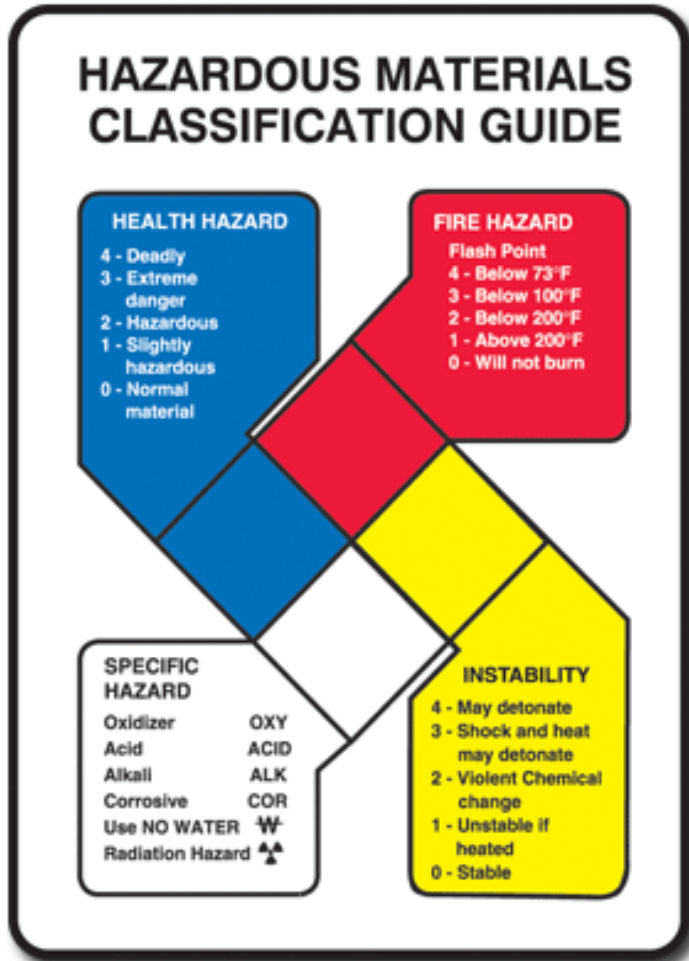 HAZARDOUS MATERIALS
CLASSIFICATION GUIDE
HEALTH HAZARD
4 - Deadly
3 - Extreme
danger
2 - Hazardous
1 - Slightly
hazardous
0 - Normal
material
FIRE HAZARD
Flash Point
4 - Below 73°F
3 - Below 100°F
2 - Below 200°F
1 - Above 200°F
0 - Will not burn
SPECIFIC
HAZARD
Oxidizer OXY
Acid ACID
Alkali ALK
Corrosive COR
Use NO WATER W
Radiation Hazard
INSTABILITY
4 - May detonate
3 - Shock and heat
may detonate
2 - Violent Chemical
change
1 - Unstable if
heated
0 - Stable